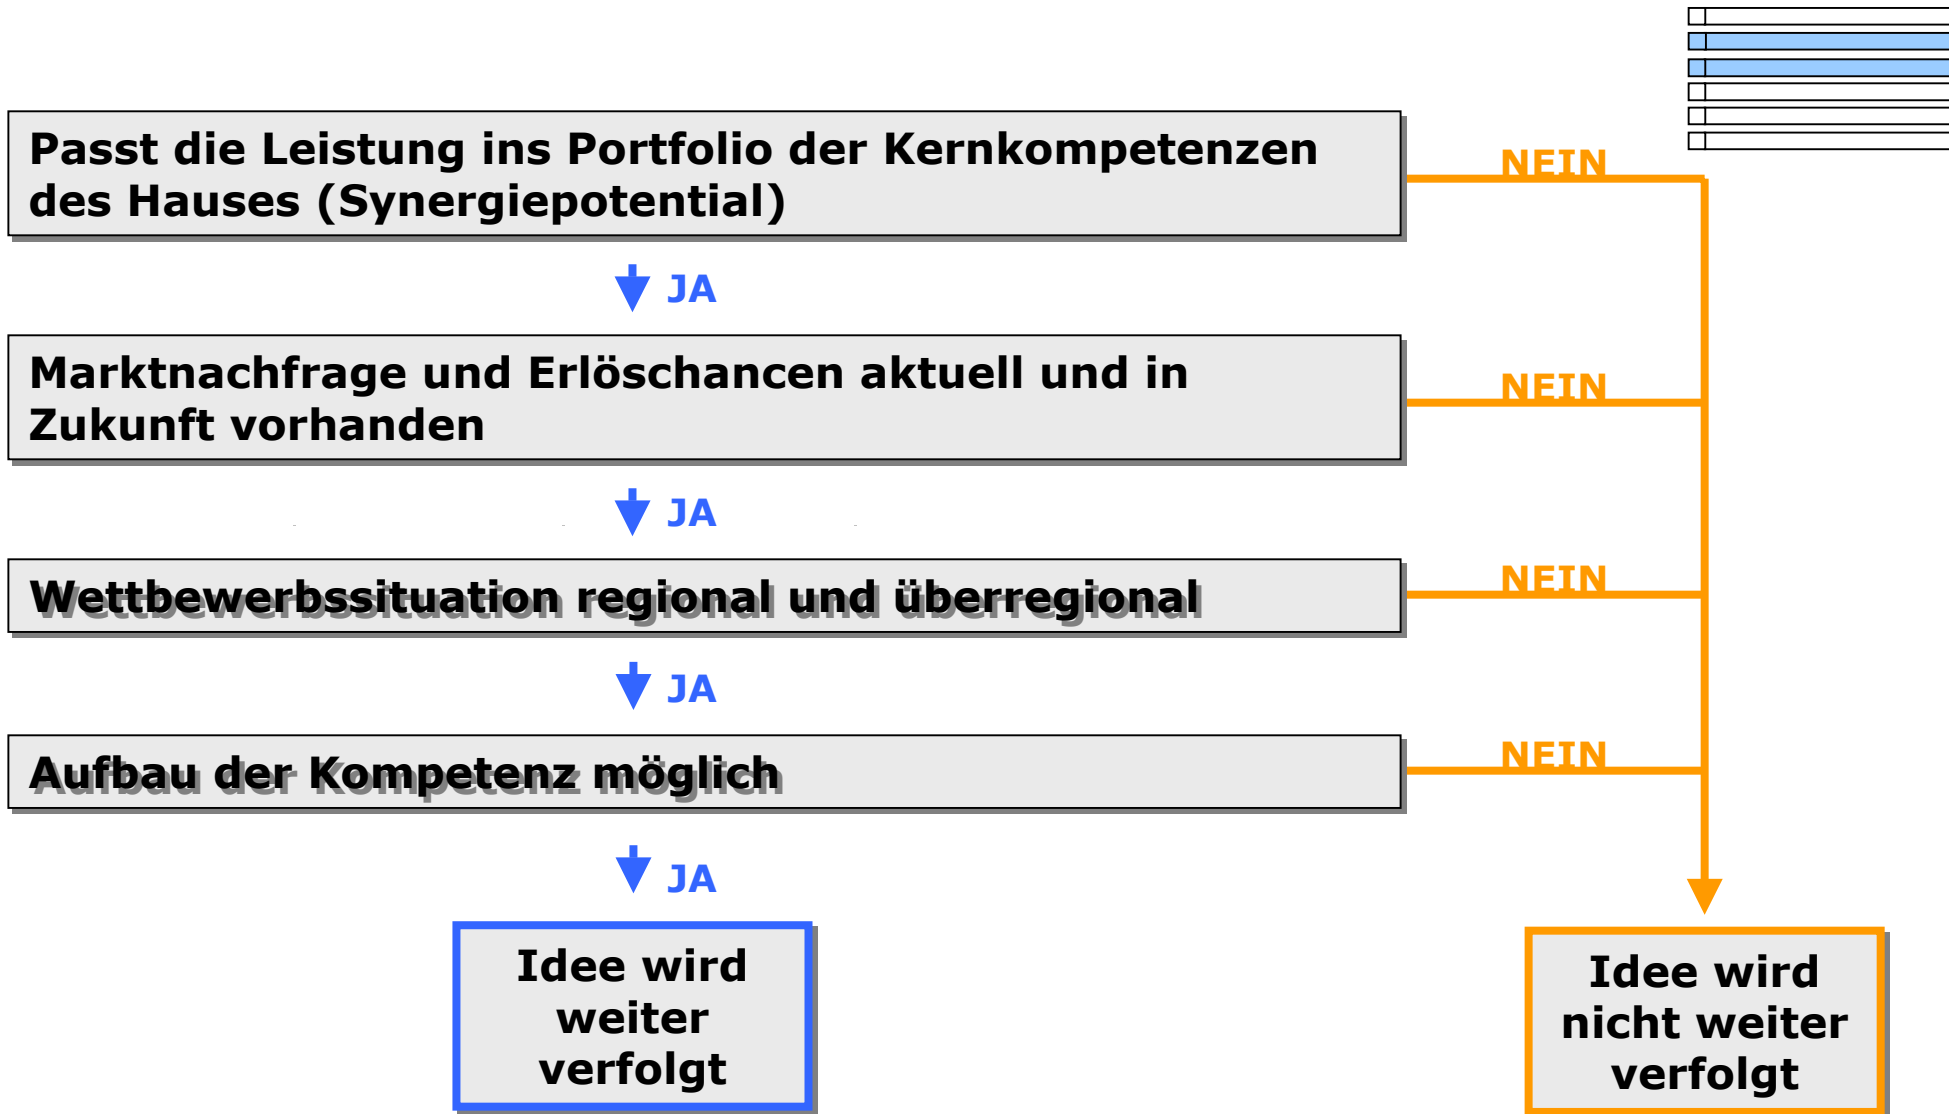 Passt die Leistung ins Portfolio der Kernkompetenzen
des Hauses (Synergiepotential)
NEIN
JA
Marktnachfrage und Erlöschancen aktuell und in
Zukunft vorhanden
NEIN
JA
Wettbewerbssituation regional und überregional
NEIN
JA
Aufbau der Kompetenz möglich
NEIN
JA
Idee wird
weiter
verfolgt
Idee wird
nicht weiter
verfolgt